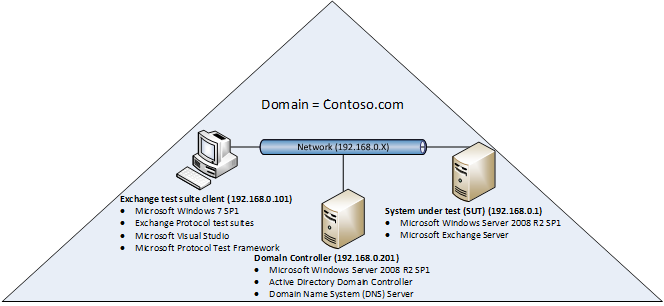 Domain = Contoso.com
Network (192.168.0.X)
Exchange test suite client (192.168.0.101)
● Microsoft Windows 7 SP1
● Exchange Protocol test suites
● Microsoft Visual Studio
● Microsoft Protocol Test Framework
System under test (SUT) (192.168.0.1)
● Microsoft Windows Server 2008 R2 SP1
● Microsoft Exchange Server
Domain Controller (192.168.0.201)
● Microsoft Windows Server 2008 R2 SP1
● Active Directory Domain Controller
● Domain Name System (DNS) Server